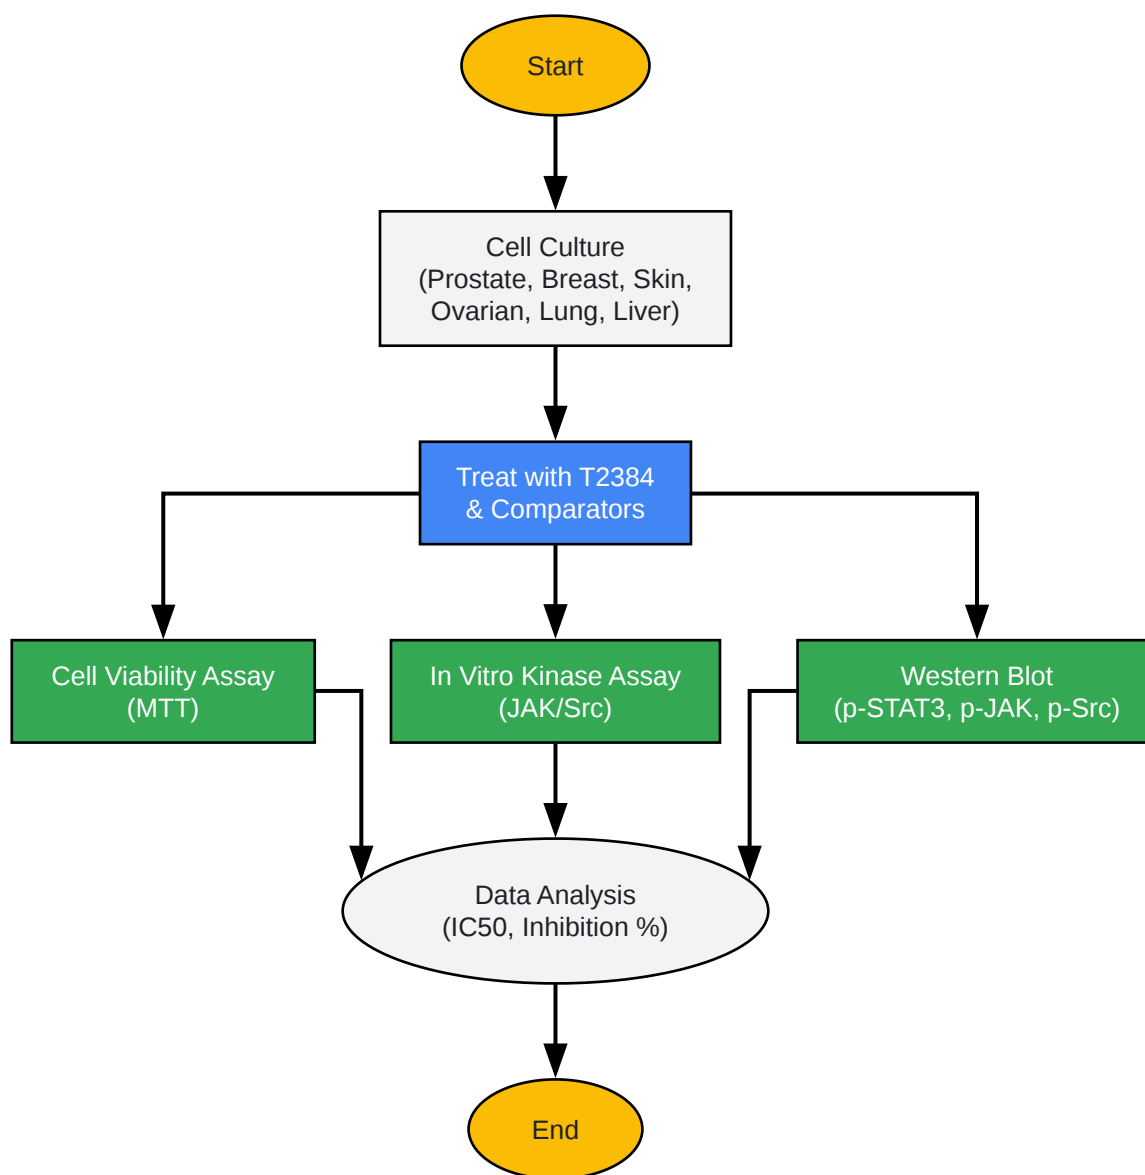 Start
Cell Culture
(Prostate, Breast, Skin,
Ovarian, Lung, Liver)
Treat with T2384
& Comparators
Cell Viability Assay
(MTT)
In Vitro Kinase Assay
(JAK/Src)
Western Blot
(p-STAT3, p-JAK, p-Src)
Data Analysis
(IC50, Inhibition %)
End